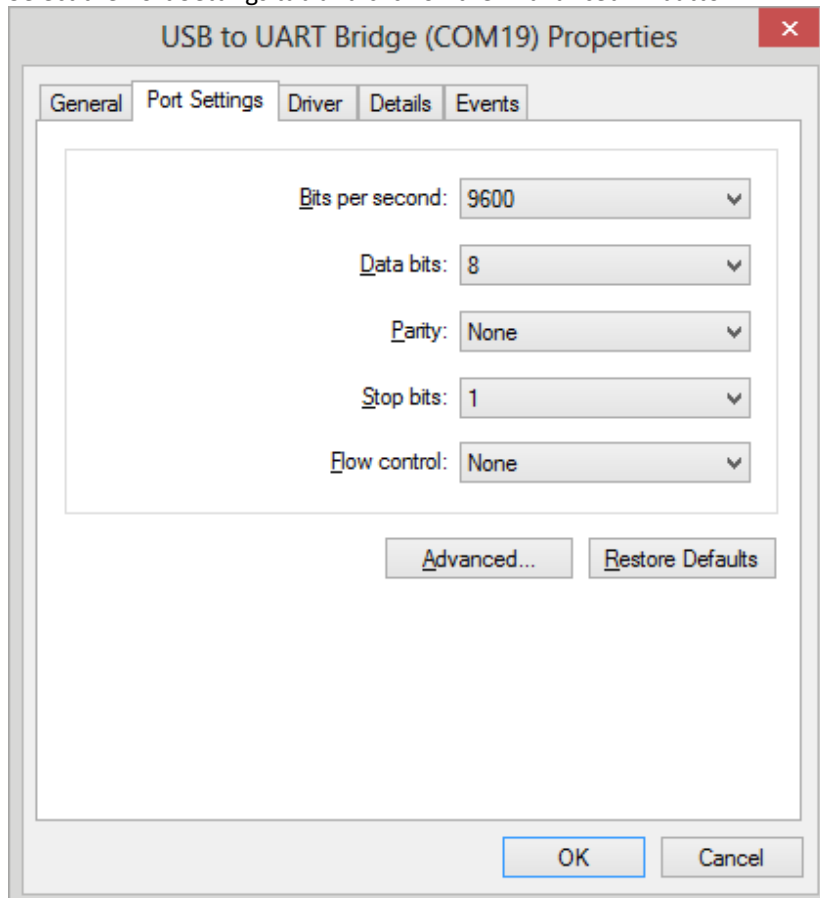 USB to UART Bridge (COM19) Properties
General Port Settings Driver Details Events
Bits per second: 9600
Data bits: 8
Parity: None
Stop bits: 1
Flow control: None
Advanced... Restore Defaults
OK Cancel